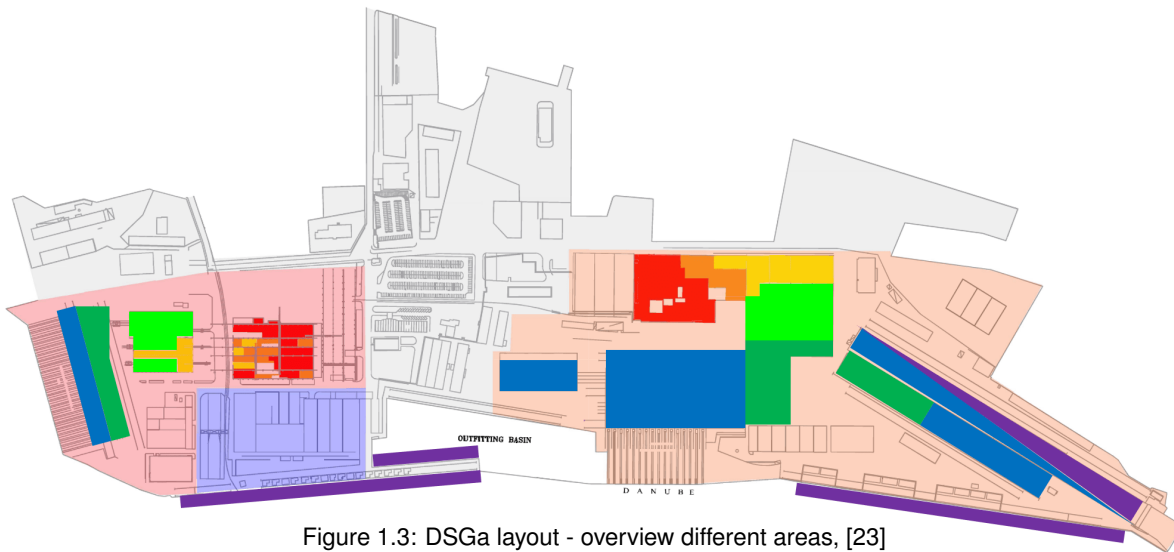 OUTFITTING BASIN
DANUBE
Figure 1.3: DSGa layout - overview different areas, [23]